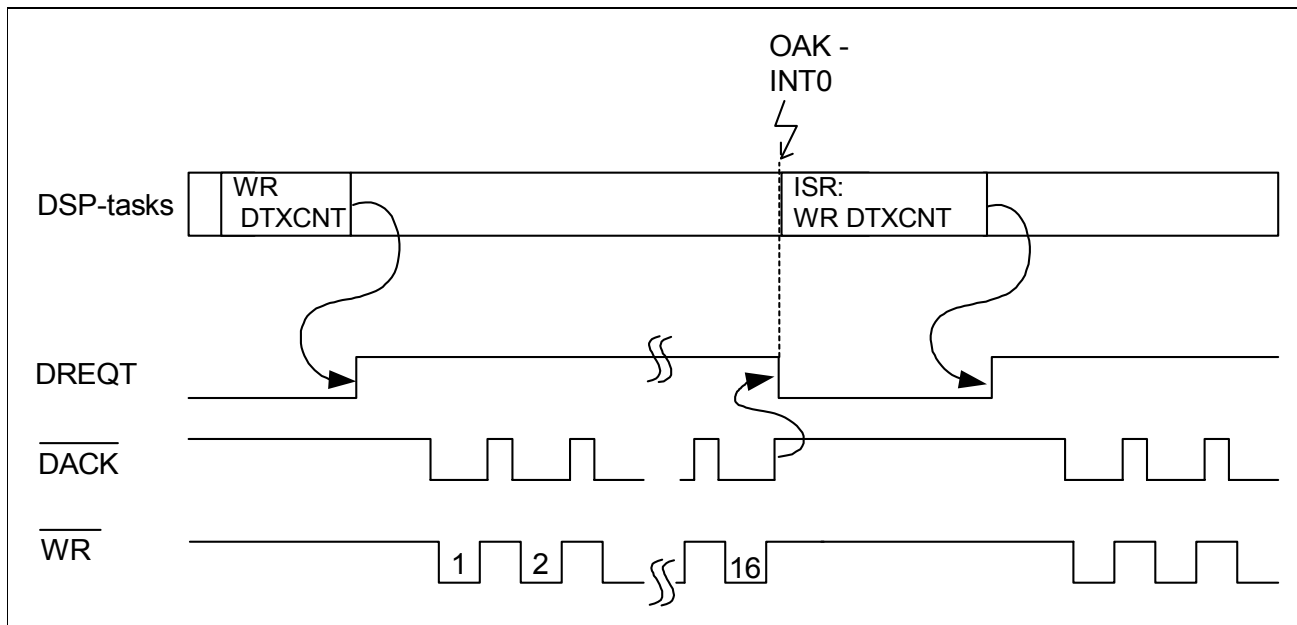 OAK -
INT0
DSP-tasks
WR
DTXCNT
ISR:
WR DTXCNT
DREQT
DACK
WR
1
2
16